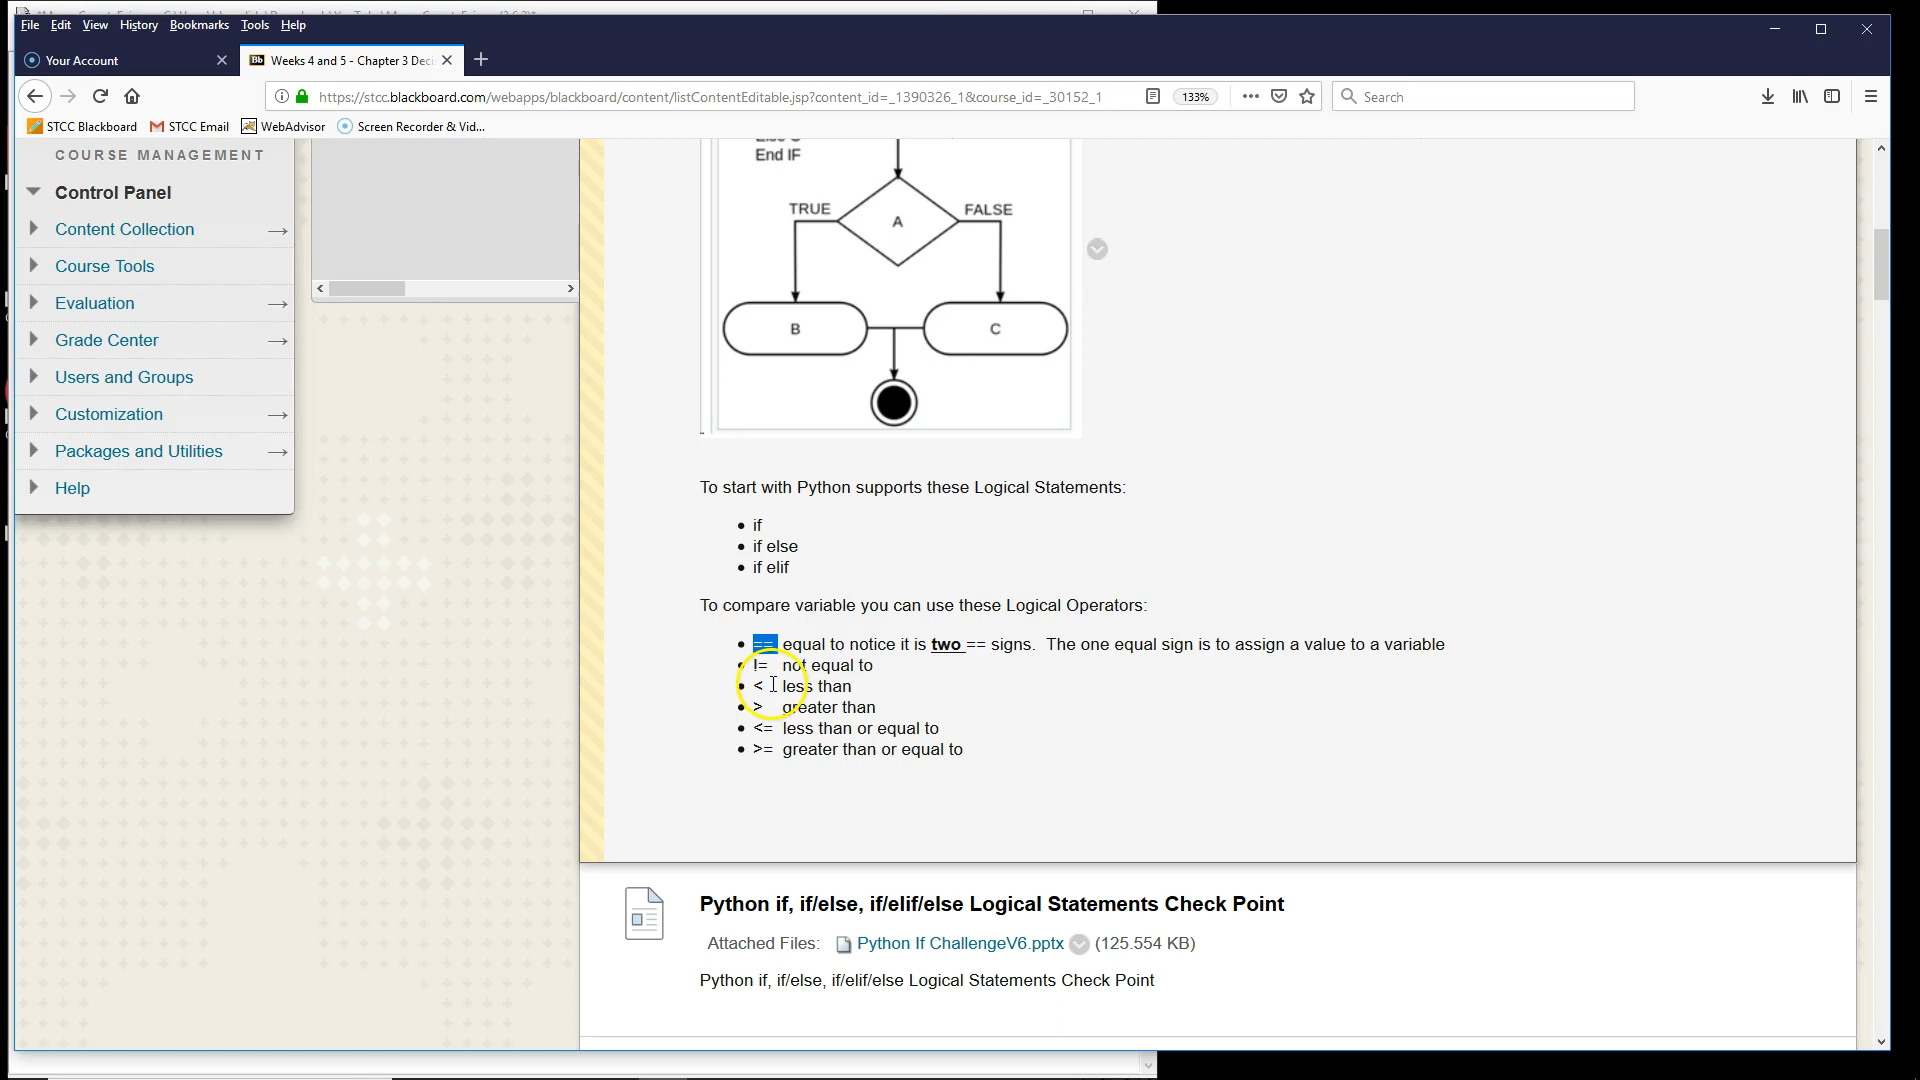 File Edit View History Bookmarks Tools Help
Your Account
Bb Weeks 4 and 5 - Chapter 3 Dec
https://stcc.blackboard.com/webapps/blackboard/content/listContentEditable.jsp?content_id=_1390326_1&course_id=_30152_1
133%
Search
STCC Blackboard STCC Email WebAdvisor Screen Recorder & Vid...
COURSE MANAGEMENT
Control Panel
Content Collection
Course Tools
Evaluation
Grade Center
Users and Groups
Customization
Packages and Utilities
Help
End IF
TRUE A FALSE
B C
To start with Python supports these Logical Statements:
• if
• if else
• if elif
To compare variable you can use these Logical Operators:
• == equal to notice it is two == signs. The one equal sign is to assign a value to a variable
• != not equal to
• < less than
• > greater than
• <= less than or equal to
• >= greater than or equal to
Python if, if/else, if/elif/else Logical Statements Check Point
Attached Files: Python If ChallengeV6.pptx (125.554 KB)
Python if, if/else, if/elif/else Logical Statements Check Point